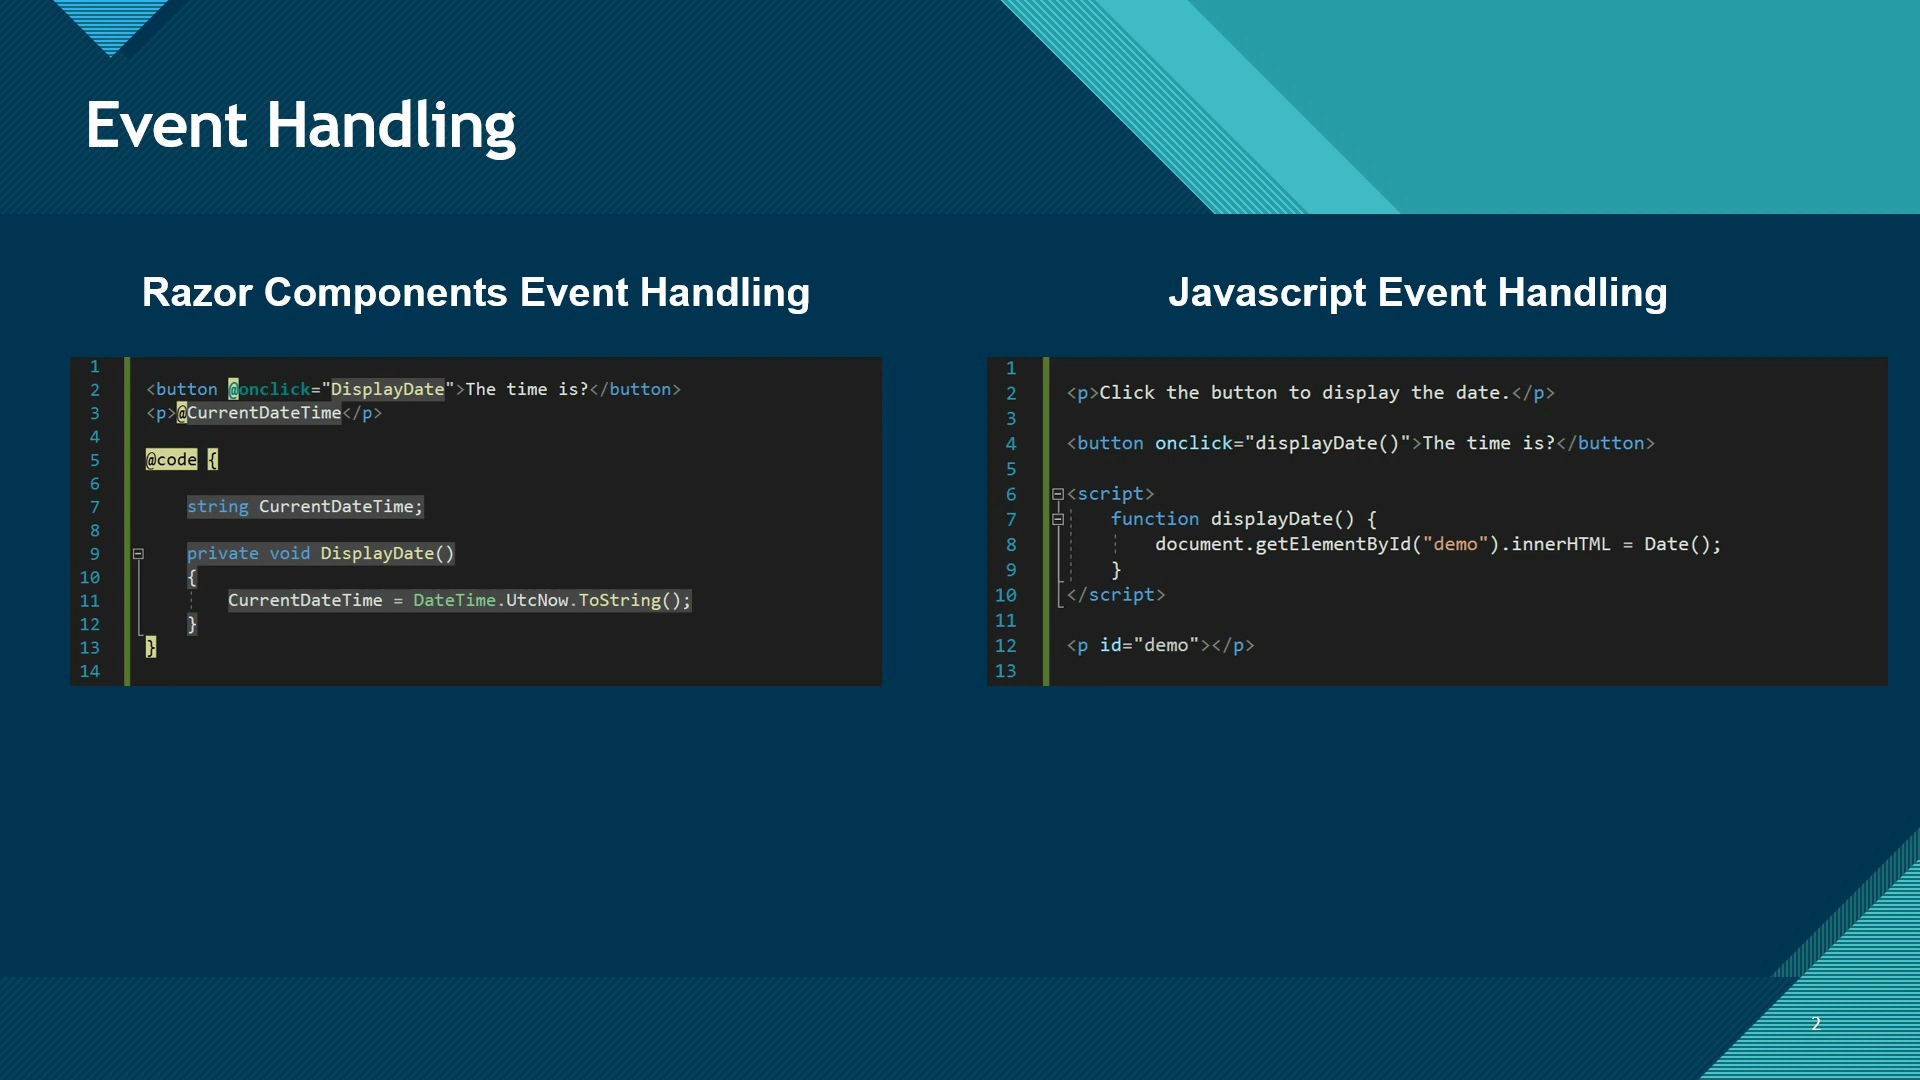 Event Handling
Razor Components Event Handling
1
2 <button @onclick="DisplayDate">The time is?</button>
3 <p>@CurrentDateTime</p>
4
5 @code {
6
7 string CurrentDateTime;
8
9 private void DisplayDate()
10 {
11 CurrentDateTime = DateTime.UtcNow.ToString();
12 }
13 }
14
Javascript Event Handling
1
2 <p>Click the button to display the date.</p>
3
4 <button onclick="displayDate()">The time is?</button>
5
6 <script>
7 function displayDate() {
8 document.getElementById("demo").innerHTML = Date();
9 }
10 </script>
11
12 <p id="demo"></p>
13
2